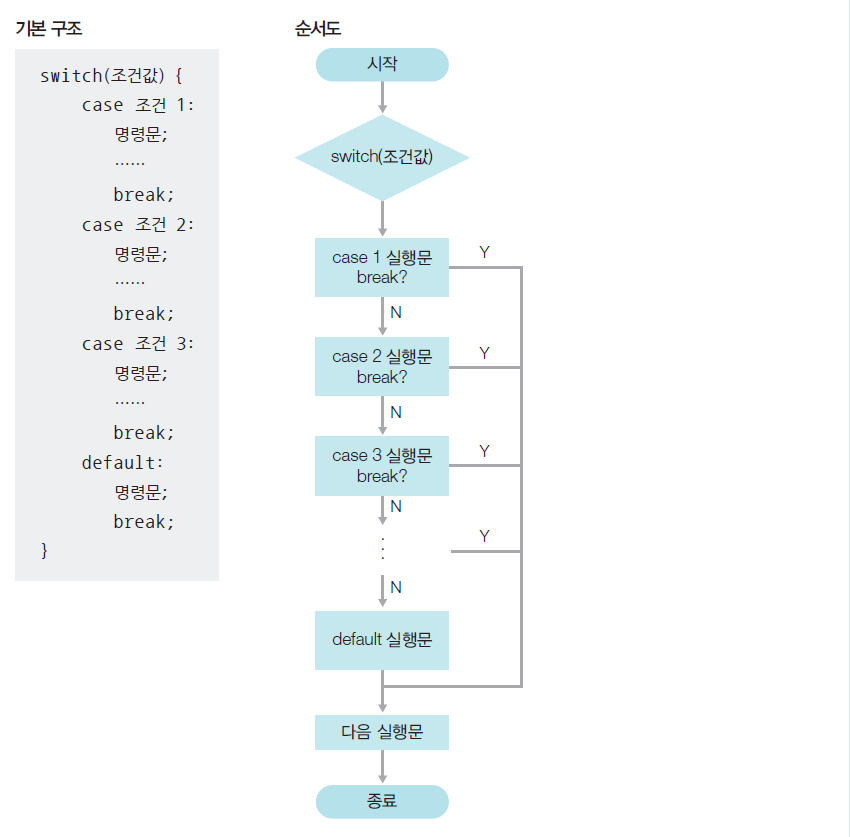 기본 구조
switch(조건값) {
case 조건 1:
명령문;
……
break;
case 조건 2:
명령문;
……
break;
case 조건 3:
명령문;
……
break;
default:
명령문;
break;
}
순서도
시작
switch(조건값)
case 1 실행문
break?
Y
N
case 2 실행문
break?
Y
N
case 3 실행문
break?
Y
N
⋮
Y
N
default 실행문
다음 실행문
종료